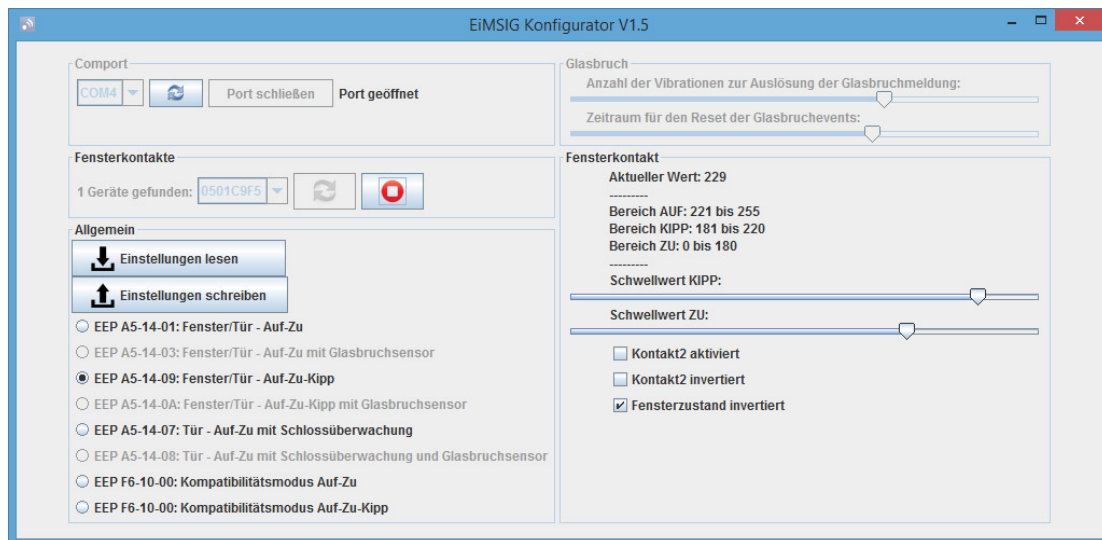 EiMSIG Konfigurator V1.5
Comport
COM4
Port schließen
Port geöffnet
Fensterkontakte
1 Geräte gefunden:
0501C9F5
Allgemein
Einstellungen lesen
Einstellungen schreiben
EEP A5-14-01: Fenster/Tür - Auf-Zu
EEP A5-14-03: Fenster/Tür - Auf-Zu mit Glasbruchsensor
EEP A5-14-09: Fenster/Tür - Auf-Zu-Kipp
EEP A5-14-0A: Fenster/Tür - Auf-Zu-Kipp mit Glasbruchsensor
EEP A5-14-07: Tür - Auf-Zu mit Schlossüberwachung
EEP A5-14-08: Tür - Auf-Zu mit Schlossüberwachung und Glasbruchsensor
EEP F6-10-00: Kompatibilitätsmodus Auf-Zu
EEP F6-10-00: Kompatibilitätsmodus Auf-Zu-Kipp
Glasbruch
Anzahl der Vibrationen zur Auslösung der Glasbruchmeldung:
Zeitraum für den Reset der Glasbruchevents:
Fensterkontakt
Aktueller Wert: 229
---------
Bereich AUF: 221 bis 255
Bereich KIPP: 181 bis 220
Bereich ZU: 0 bis 180
---------
Schwellwert KIPP:
Schwellwert ZU:
Kontakt2 aktiviert
Kontakt2 invertiert
Fensterzustand invertiert